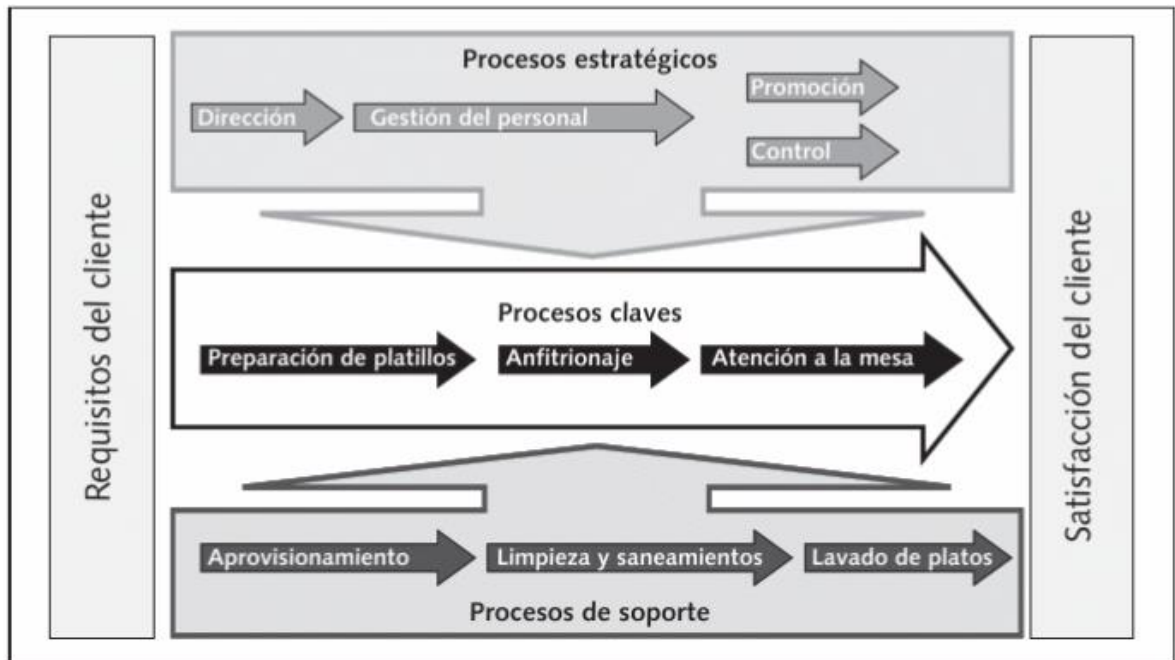 Requisitos del cliente
Procesos estratégicos
Dirección
Gestión del personal
Promoción
Control
Procesos claves
Preparación de platillos
Anfitrionaje
Atención a la mesa
Aprovisionamiento
Limpieza y saneamientos
Lavado de platos
Procesos de soporte
Satisfacción del cliente